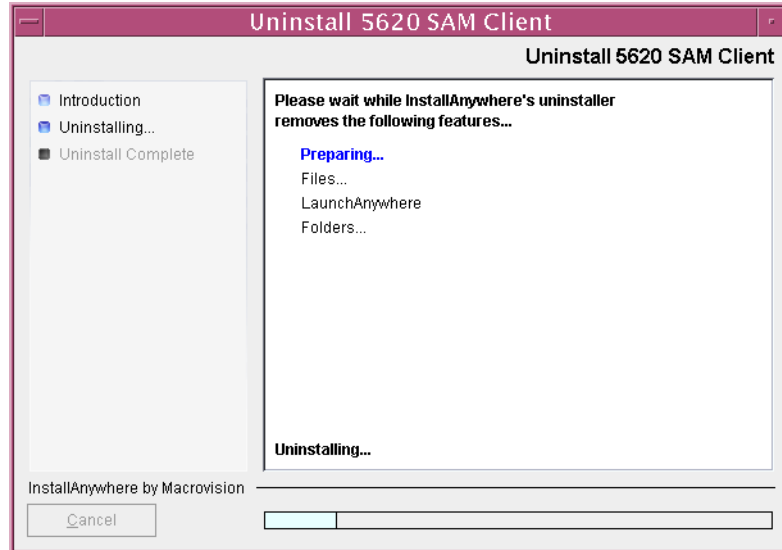 Uninstall 5620 SAM Client
Uninstall 5620 SAM Client
Introduction
Uninstalling...
Uninstall Complete
Please wait while InstallAnywhere's uninstaller
removes the following features...
Preparing...
Files...
LaunchAnywhere
Folders...
Uninstalling...
InstallAnywhere by Macrovision
Cancel